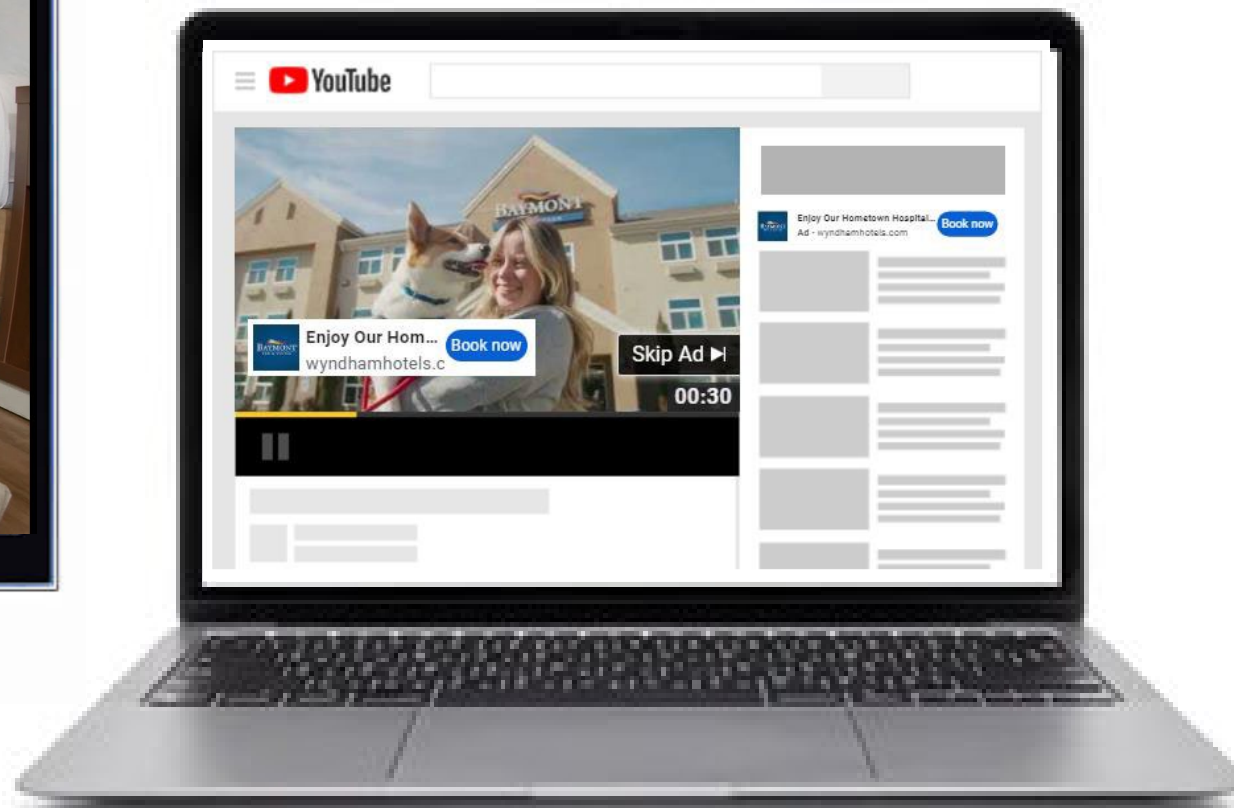 YouTube
BAYMONT
BAYMONT
Enjoy Our Hom...
wyndhamhotels.c
Book now
Skip Ad
00:30
Enjoy Our Hometown Hospital...
Ad - wyndhamhotels.com
Book now